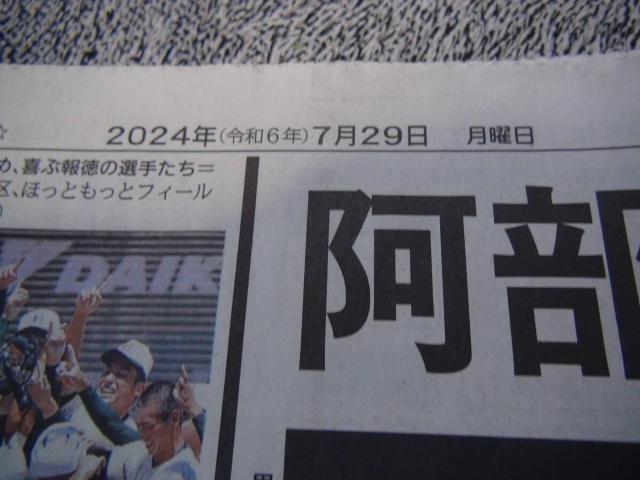 ☆ 2024年(令和6年)7月29日 月曜日
め、喜ぶ報徳の選手たち＝
区、ほっともっとフィール
)
DAIK
阿部